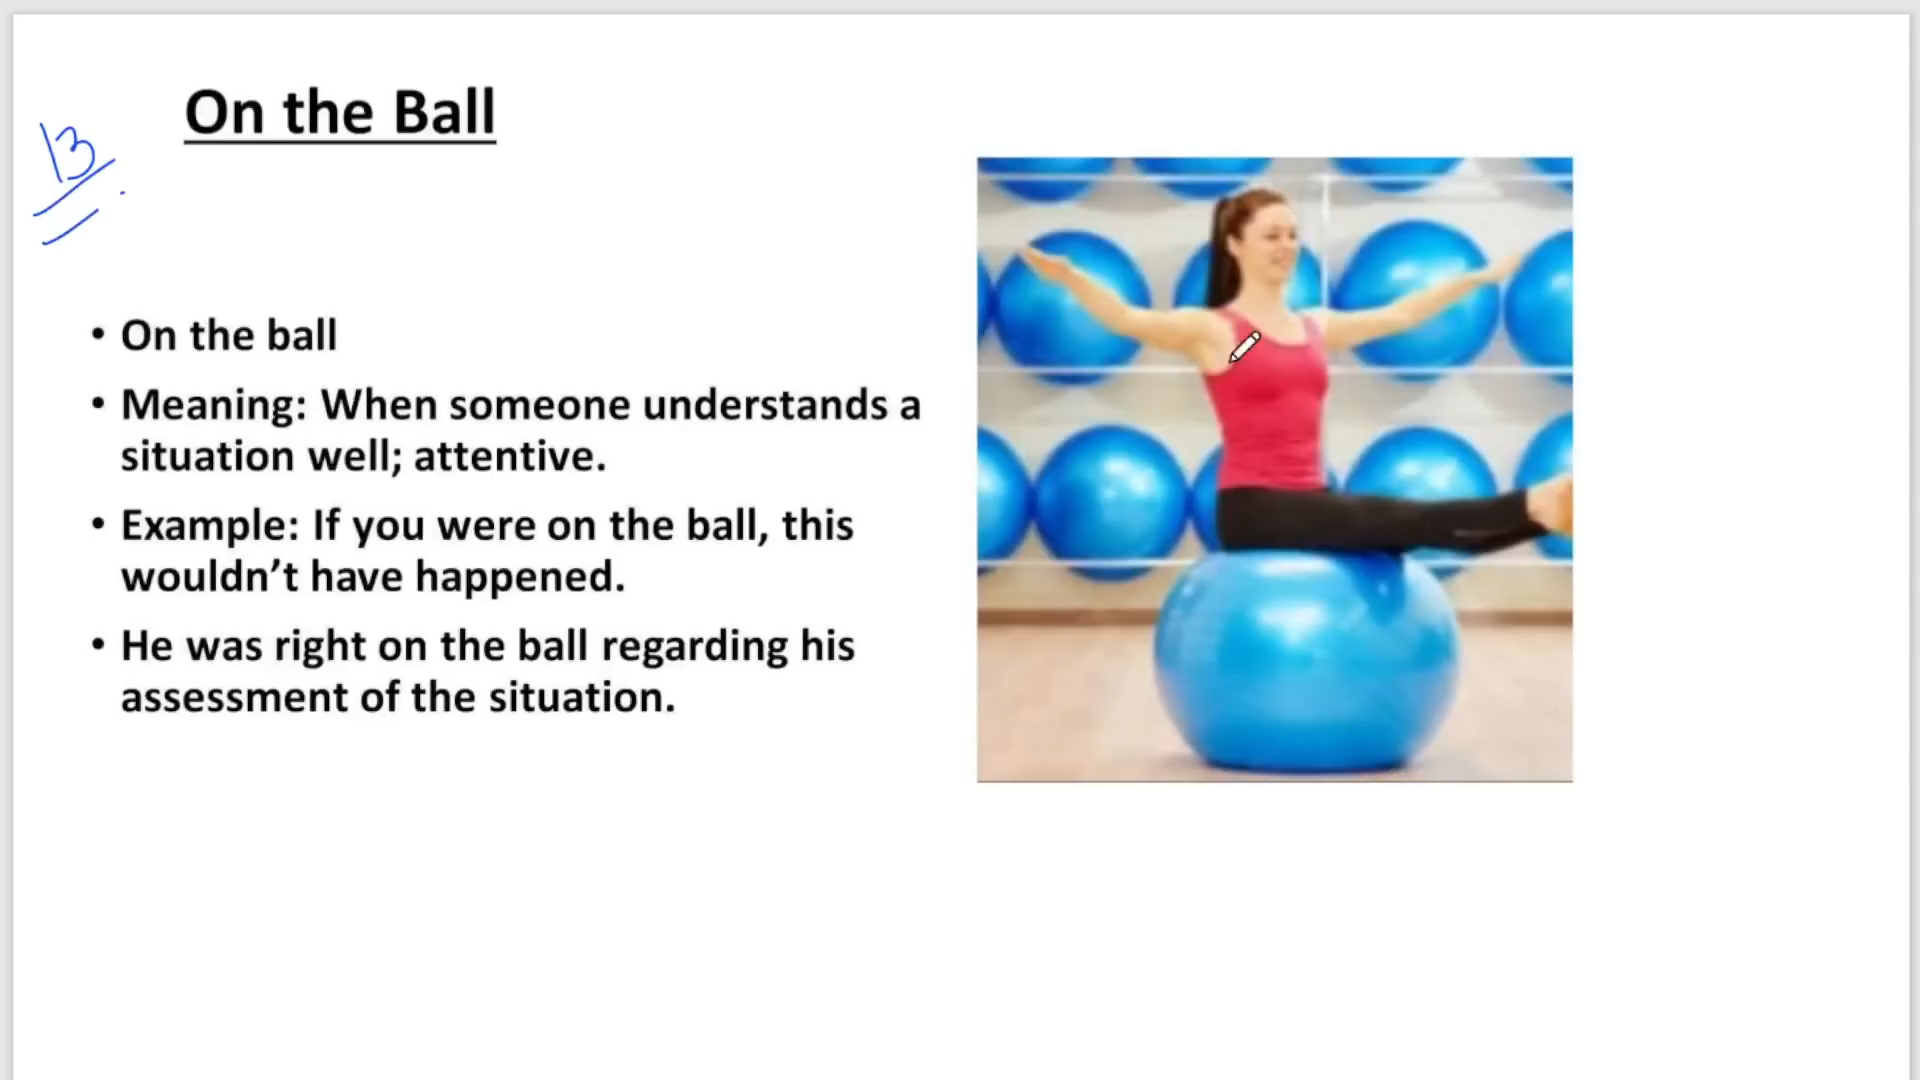 On the Ball
13
• On the ball
• Meaning: When someone understands a
situation well; attentive.
• Example: If you were on the ball, this
wouldn’t have happened.
• He was right on the ball regarding his
assessment of the situation.